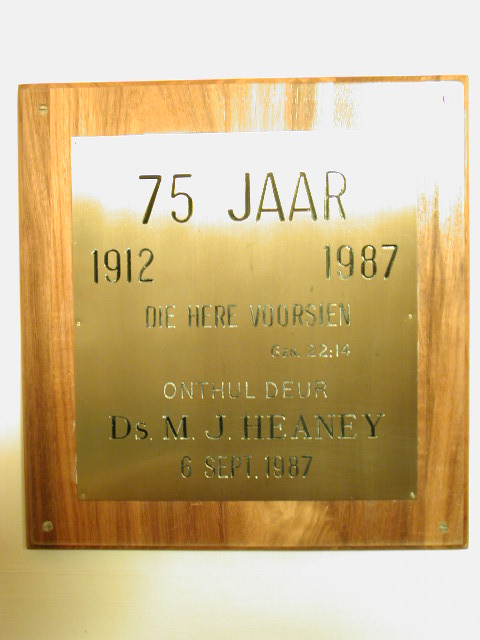 75 JAAR
1912 1987
DIE HERE VOORSIEN
GEN. 22:14
ONTHUL DEUR
DS. M. J. HEANEY
6 SEPT. 1987